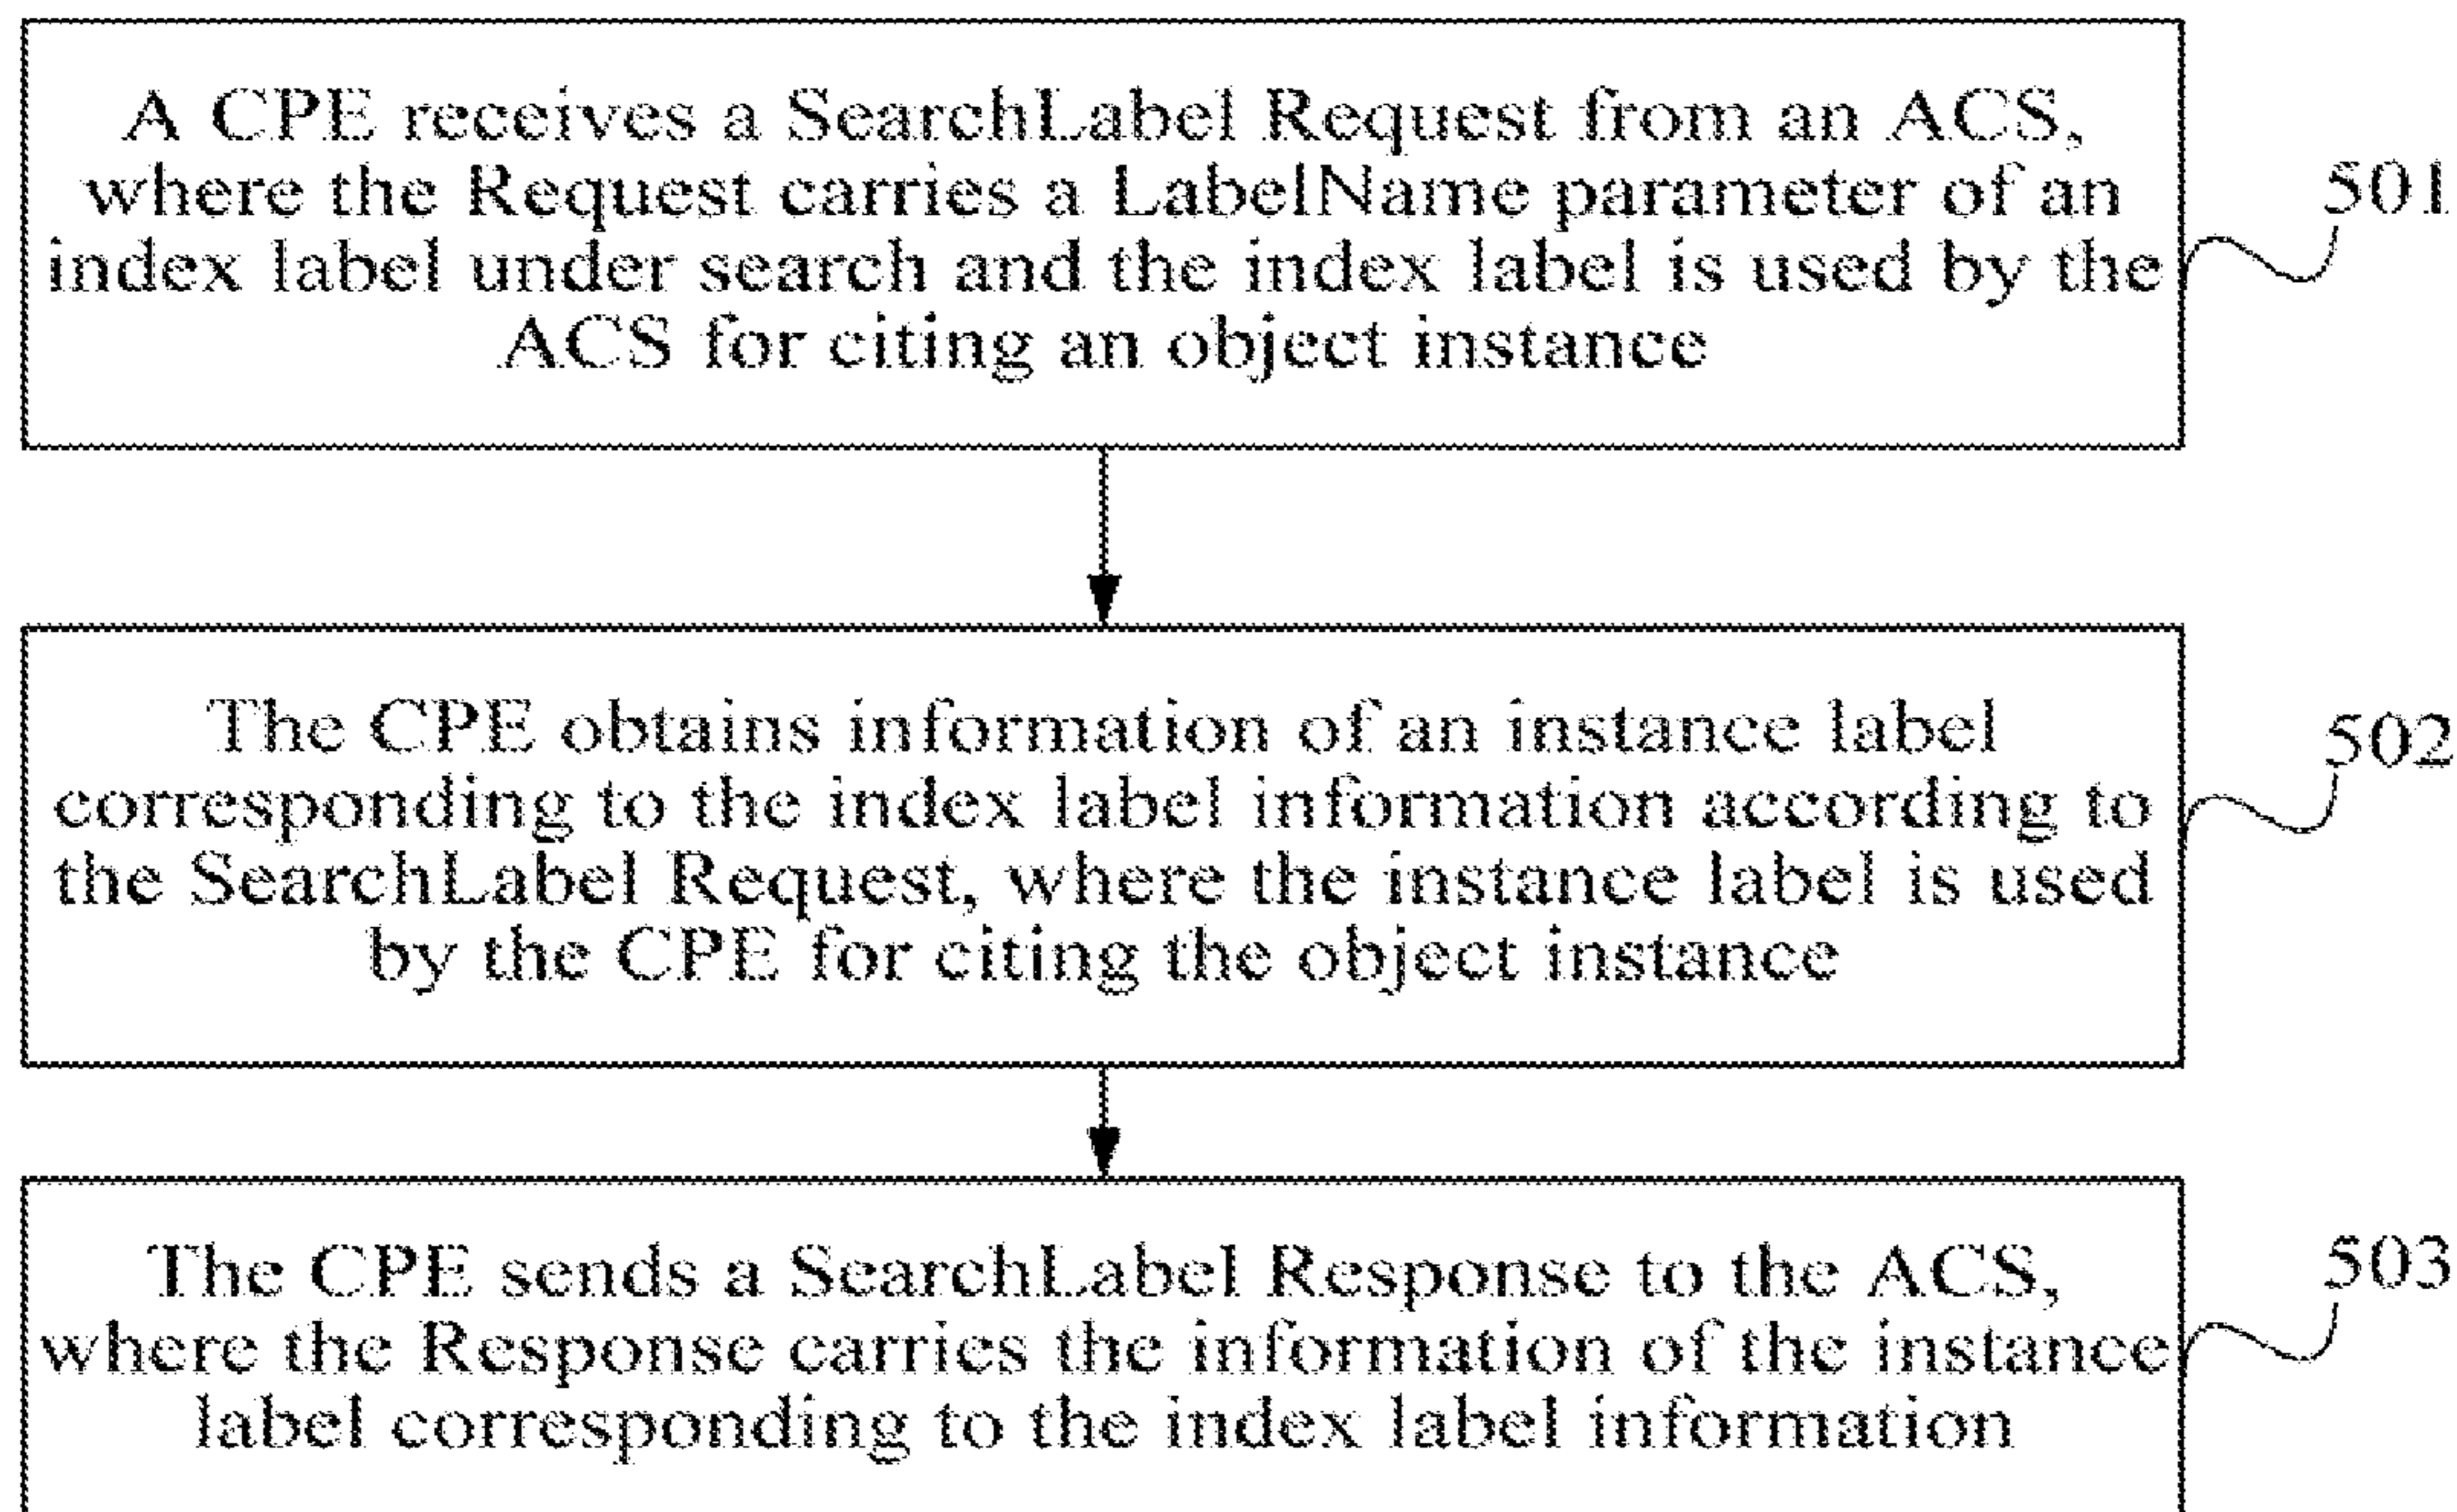 A CPE receives a SearchLabel Request from an ACS,
where the Request carries a LabelName parameter of an
index label under search and the index label is used by the
ACS for citing an object instance
501
The CPE obtains information of an instance label
corresponding to the index label information according to
the SearchLabel Request, where the instance label is used
by the CPE for citing the object instance
502
The CPE sends a SearchLabel Response to the ACS,
where the Response carries the information of the instance
label corresponding to the index label information
503